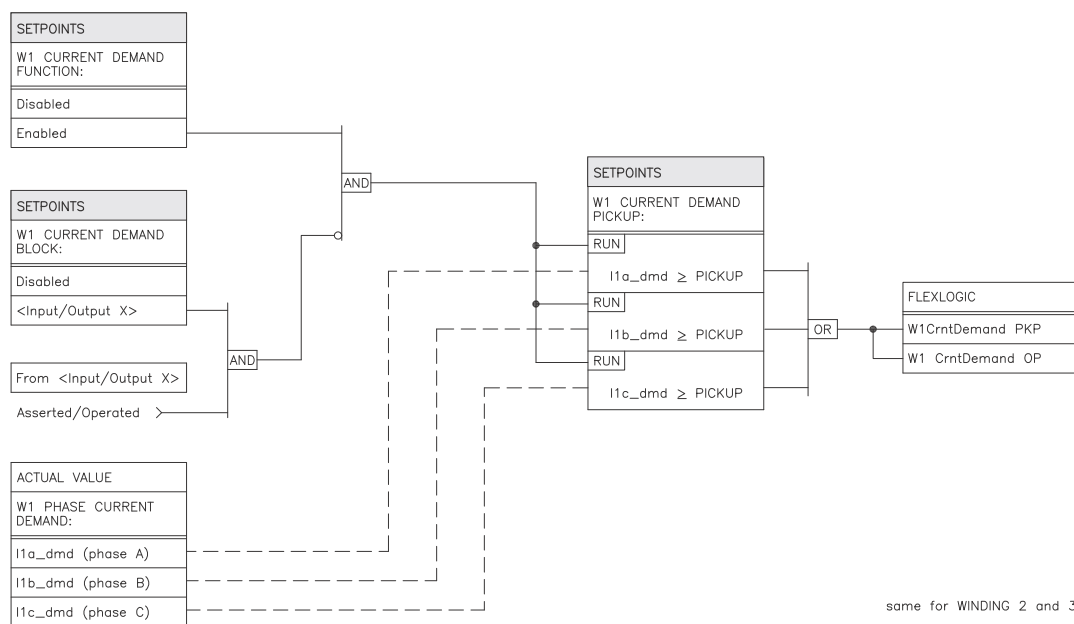 SETPOINTS
W1 CURRENT DEMAND
FUNCTION:
Disabled
Enabled
AND
SETPOINTS
W1 CURRENT DEMAND
BLOCK:
Disabled
<Input/Output X>
AND
From <Input/Output X>
Asserted/Operated
ACTUAL VALUE
W1 PHASE CURRENT
DEMAND:
I1a_dmd (phase A)
I1b_dmd (phase B)
I1c_dmd (phase C)
SETPOINTS
W1 CURRENT DEMAND
PICKUP:
RUN
I1a_dmd ≥ PICKUP
RUN
I1b_dmd ≥ PICKUP
RUN
I1c_dmd ≥ PICKUP
OR
FLEXLOGIC
W1CrntDemand PKP
W1 CrntDemand OP
same for WINDING 2 and 3